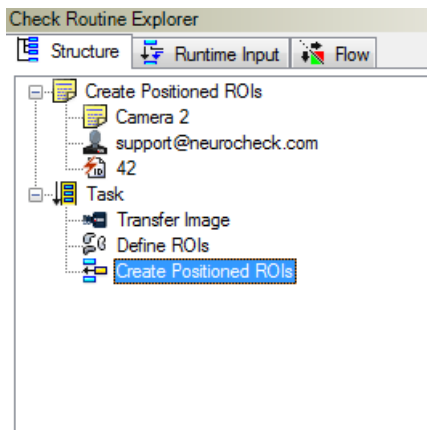 Check Routine Explorer
Structure Runtime Input Flow
Create Positioned ROIs
Camera 2
support@neurocheck.com
ID 42
Task
Transfer Image
Define ROIs
Create Positioned ROIs